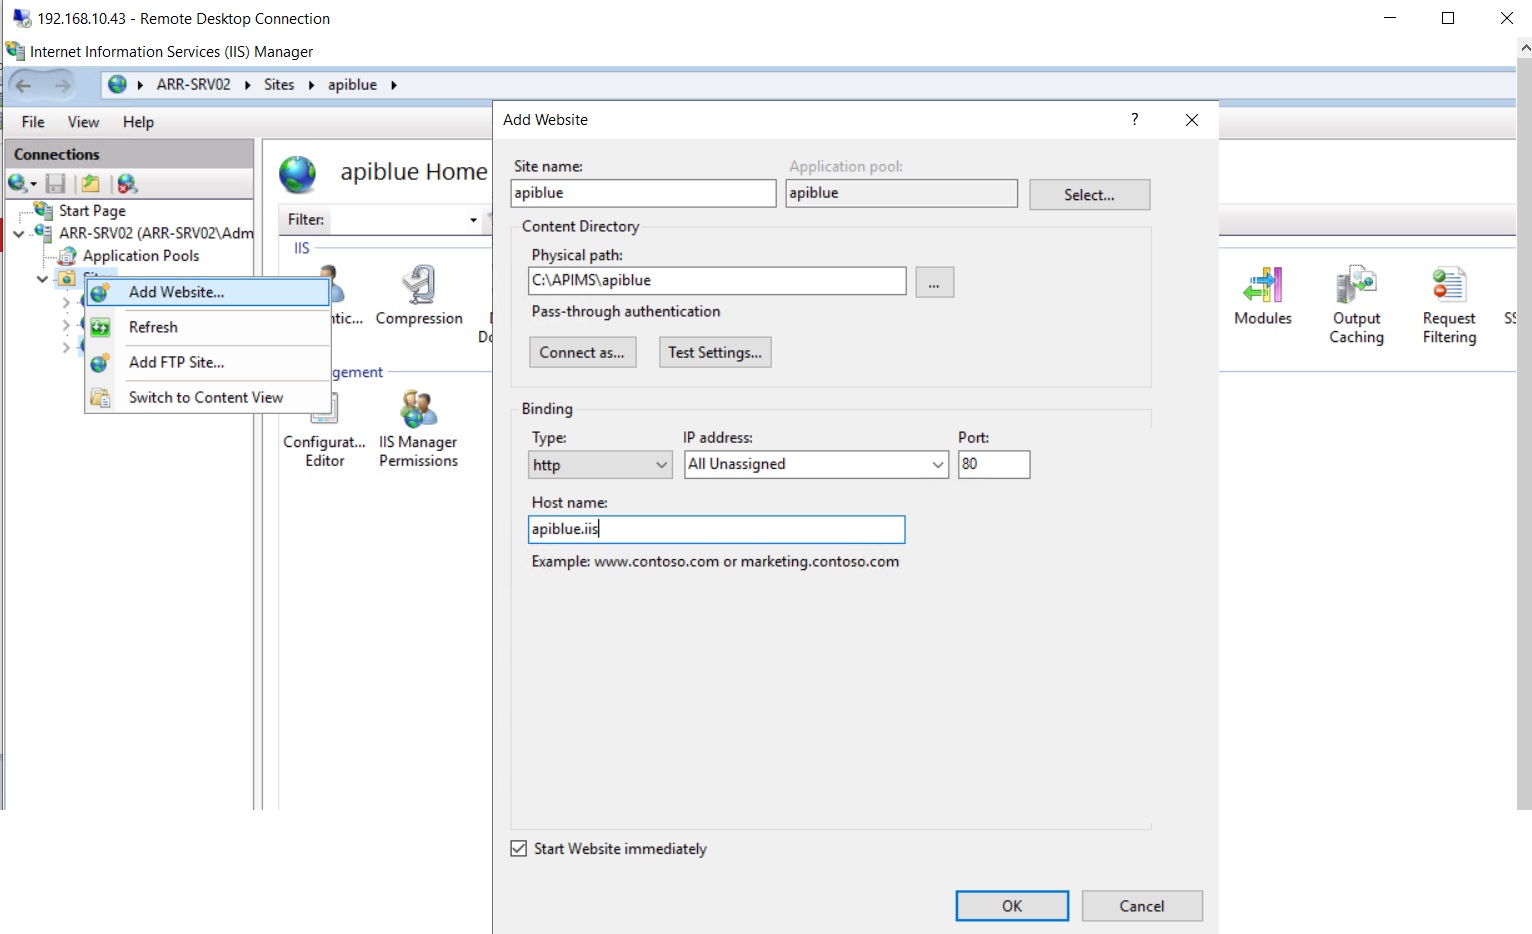 192.168.10.43 - Remote Desktop Connection
Internet Information Services (IIS) Manager
ARR-SRV02 Sites apiblue
File View Help
Connections
Start Page
ARR-SRV02 (ARR-SRV02\Adm
Application Pools
Add Website...
Refresh
Add FTP Site...
Switch to Content View
apiblue Home
Filter:
IIS
Compression
gement
Configurat... Editor
IIS Manager Permissions
Add Website
?
Site name:
apiblue
Application pool:
apiblue
Select...
Content Directory
Physical path:
C:\APIMS\apiblue
...
Pass-through authentication
Connect as...
Test Settings...
Binding
Type:
http
IP address:
All Unassigned
Port:
80
Host name:
apiblue.iis
Example: www.contoso.com or marketing.contoso.com
Start Website immediately
OK
Cancel
Modules
Output Caching
Request Filtering